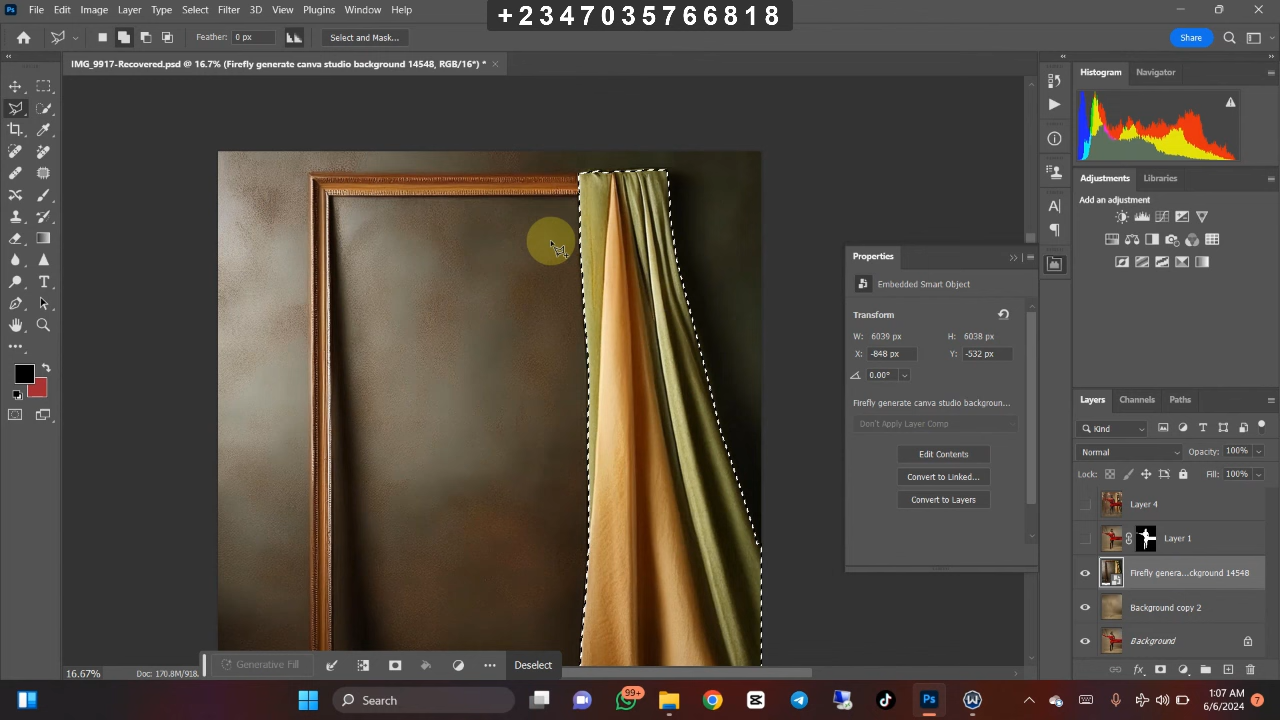 +2347035766818
File Edit Image Layer Type Select Filter 3D View Plugins Window Help
Feather: 0 px Select and Mask... Share
IMG_9917-Recovered.psd @ 16.7% (Firefly generate canva studio background 14548, RGB/16*) * ×
Histogram Navigator
Adjustments Libraries
Add an adjustment
Properties
Embedded Smart Object
Transform
W: 6039 px H: 6038 px
X: -848 px Y: -532 px
0.00°
Firefly generate canva studio backgroun...
Don't Apply Layer Comp
Edit Contents
Convert to Linked...
Convert to Layers
Layers Channels Paths
Kind
Normal Opacity: 100%
Lock: Fill: 100%
Layer 4
Layer 1
Firefly genera...ckground 14548
Background copy 2
Background
Generative Fill Deselect
16.67% Doc: 170.8M/918.
Search 99+ 1:07 AM
6/6/2024 7